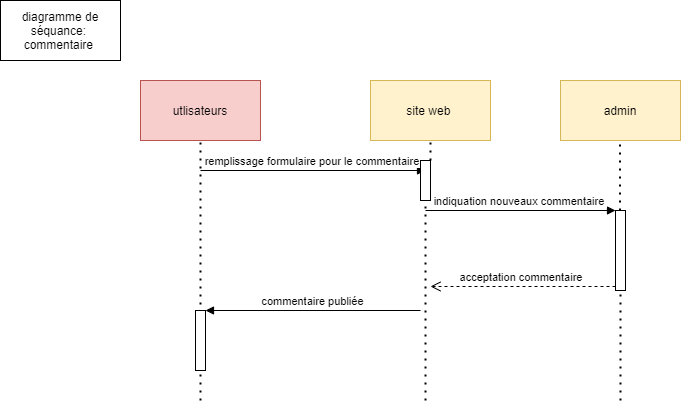 diagramme de
séquance:
commentaire
utlisateurs
site web
admin
remplissage formulaire pour le commentaire
indiquation nouveaux commentaire
acceptation commentaire
commentaire publiée